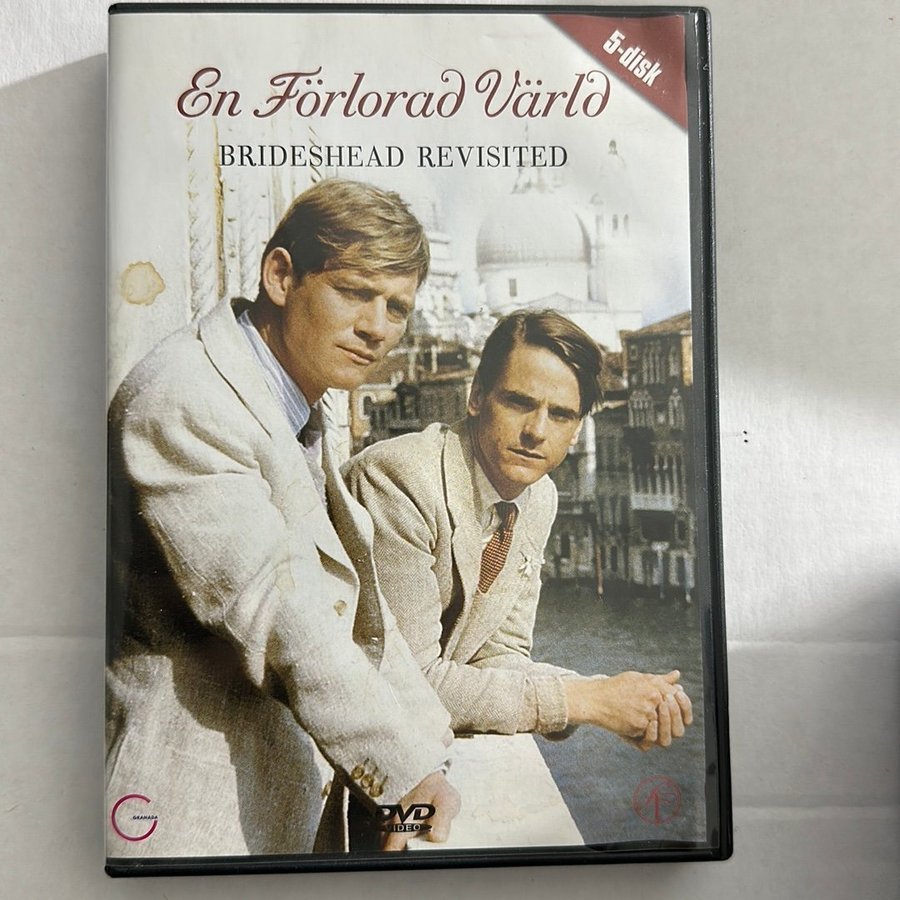 5-disk
En Förlorad Värld
BRIDESHEAD REVISITED
GRANADA
DVD
VIDEO